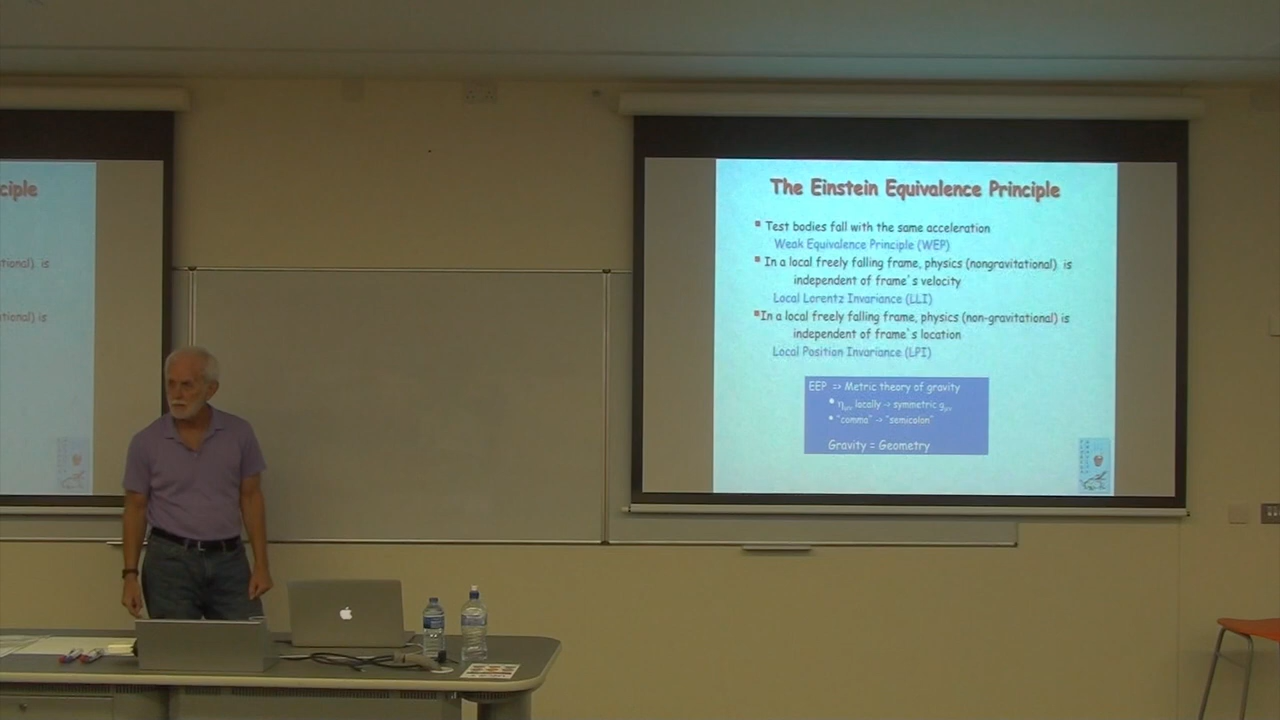 The Einstein Equivalence Principle
▪ Test bodies fall with the same acceleration
Weak Equivalence Principle (WEP)
▪ In a local freely falling frame, physics (nongravitational) is
independent of frame's velocity
Local Lorentz Invariance (LLI)
▪In a local freely falling frame, physics (non-gravitational) is
independent of frame's location
Local Position Invariance (LPI)
EEP => Metric theory of gravity
• ημν locally -> symmetric gμν
• "comma" -> "semicolon"
Gravity = Geometry
ciple
tional) is
ational) is